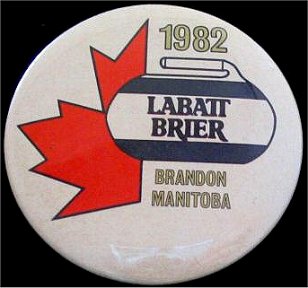 1982
LABATT
BRIER
BRANDON
MANITOBA